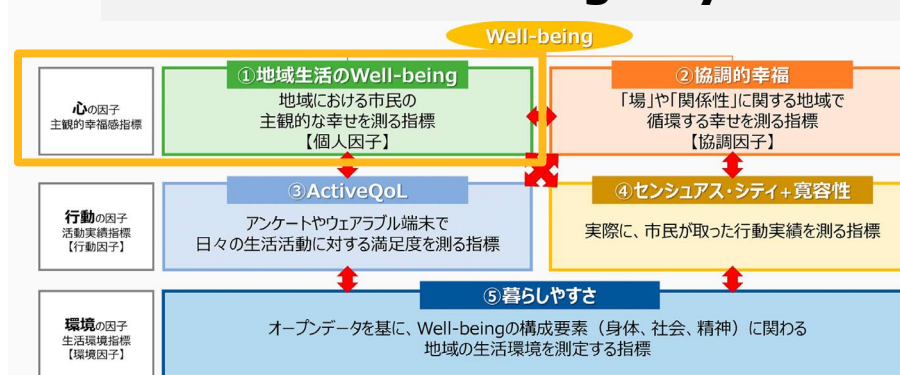 Well-being
心の因子
主観的幸福感指標
①地域生活のWell-being
地域における市民の
主観的な幸せを測る指標
【個人因子】
②協調的幸福
「場」や「関係性」に関する地域で
循環する幸せを測る指標
【協調因子】
行動の因子
活動実績指標
【行動因子】
③ActiveQoL
アンケートやウェアラブル端末で
日々の生活活動に対する満足度を測る指標
④センシュアス・シティ+寛容性
実際に、市民が取った行動実績を測る指標
環境の因子
生活環境指標
【環境因子】
⑤暮らしやすさ
オープンデータを基に、Well-beingの構成要素（身体、社会、精神）に関わる
地域の生活環境を測定する指標